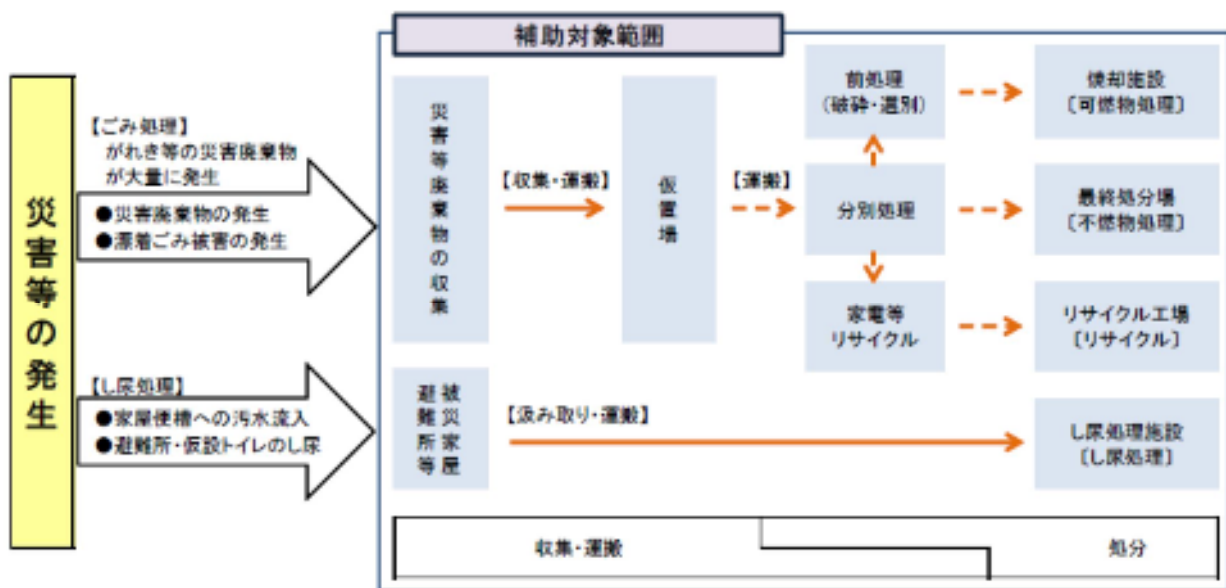 補助対象範囲
災害等の発生
【ごみ処理】
がれき等の災害廃棄物
が大量に発生
●災害廃棄物の発生
●漂着ごみ被害の発生
【し尿処理】
●家屋便槽への汚水流入
●避難所・仮設トイレのし尿
災害等廃棄物の収集
【収集・運搬】
仮置場
【運搬】
前処理
(破砕・選別)
分別処理
家電等
リサイクル
焼却施設
〔可燃物処理〕
最終処分場
〔不燃物処理〕
リサイクル工場
〔リサイクル〕
被災家屋
避難所等
【汲み取り・運搬】
し尿処理施設
〔し尿処理〕
収集・運搬
処分